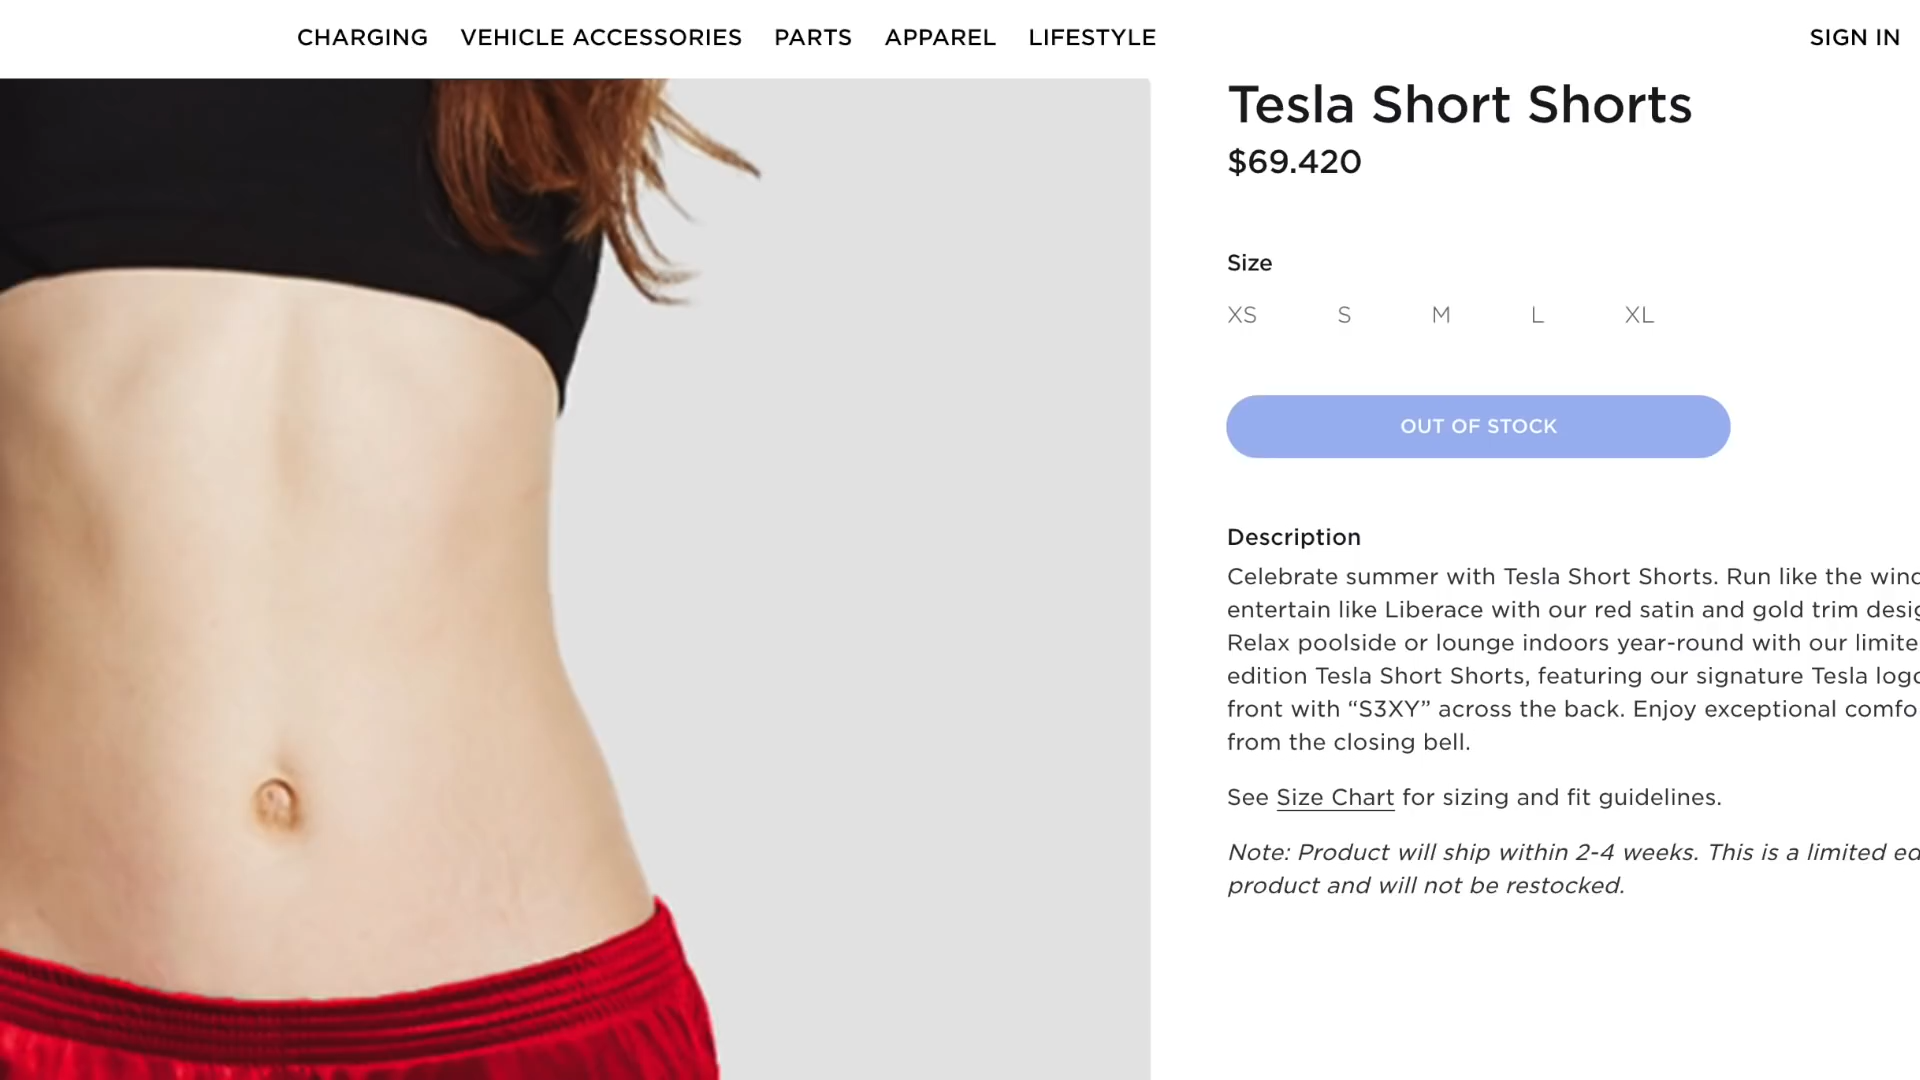 CHARGING VEHICLE ACCESSORIES PARTS APPAREL LIFESTYLE SIGN IN
Tesla Short Shorts
$69.420
Size
XS S M L XL
OUT OF STOCK
Description
Celebrate summer with Tesla Short Shorts. Run like the wind
entertain like Liberace with our red satin and gold trim
Relax poolside or lounge indoors year-round with our
edition Tesla Short Shorts, featuring our signature Tesla
front with “S3XY” across the back. Enjoy exceptional
from the closing bell.
See Size Chart for sizing and fit guidelines.
Note: Product will ship within 2-4 weeks. This is a limited
product and will not be restocked.